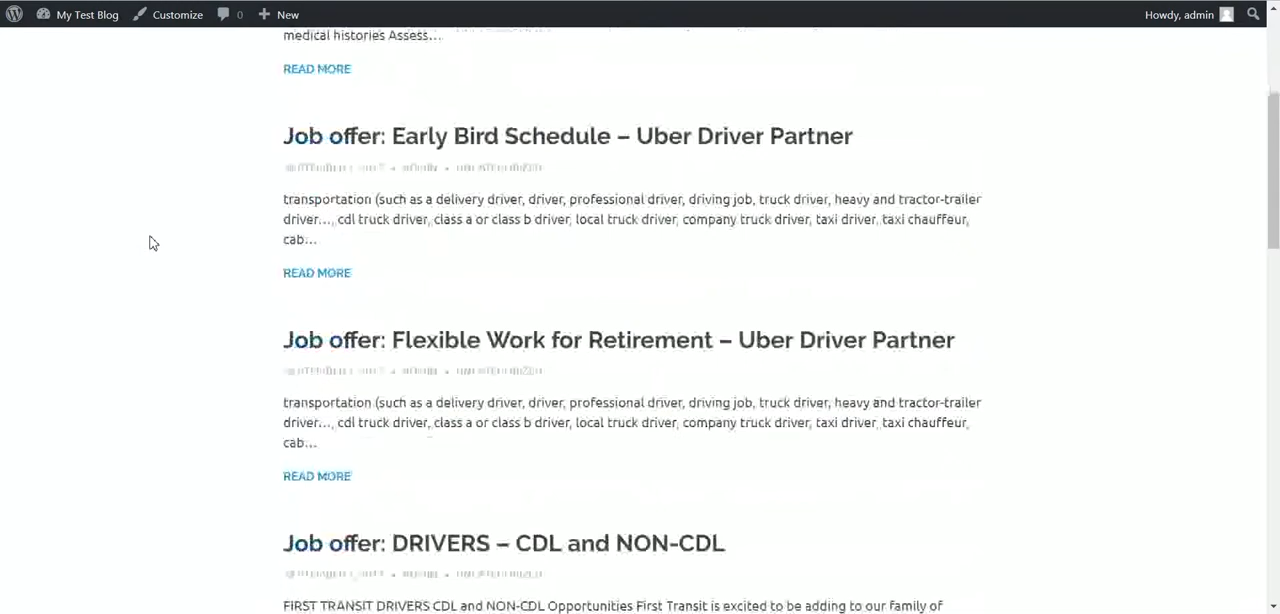 My Test Blog Customize 0 New Howdy, admin
medical histories Assess...
READ MORE
Job offer: Early Bird Schedule – Uber Driver Partner
transportation (such as a delivery driver, driver, professional driver, driving job, truck driver, heavy and tractor-trailer
driver..., cdl truck driver, class a or class b driver, local truck driver, company truck driver, taxi driver, taxi chauffeur,
cab...
READ MORE
Job offer: Flexible Work for Retirement – Uber Driver Partner
transportation (such as a delivery driver, driver, professional driver, driving job, truck driver, heavy and tractor-trailer
driver..., cdl truck driver, class a or class b driver, local truck driver, company truck driver, taxi driver, taxi chauffeur,
cab...
READ MORE
Job offer: DRIVERS – CDL and NON-CDL
FIRST TRANSIT DRIVERS CDL and NON-CDL Opportunities First Transit is excited to be adding to our family of